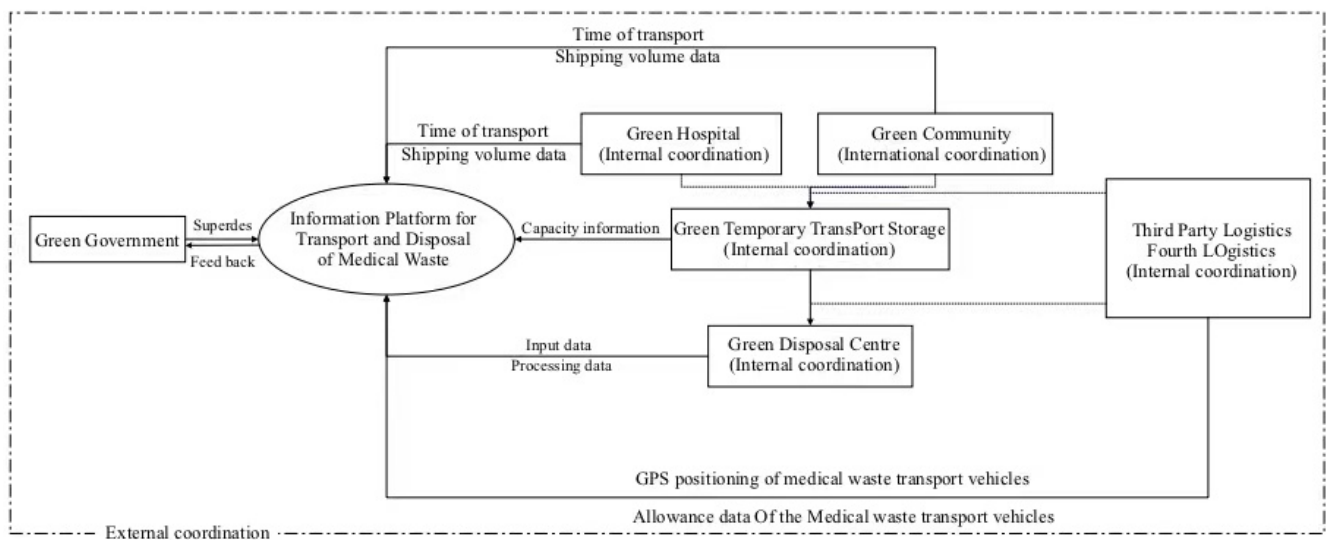 Time of transport
Shipping volume data
Time of transport
Shipping volume data
Green Hospital
(Internal coordination)
Green Community
(International coordination)
Green Government
Superdes
Feed back
Information Platform for
Transport and Disposal
of Medical Waste
Capacity information
Green Temporary TransPort Storage
(Internal coordination)
Third Party Logistics
Fourth LOgistics
(Internal coordination)
Input data
Processing data
Green Disposal Centre
(Internal coordination)
GPS positioning of medical waste transport vehicles
Allowance data Of the Medical waste transport vehicles
External coordination